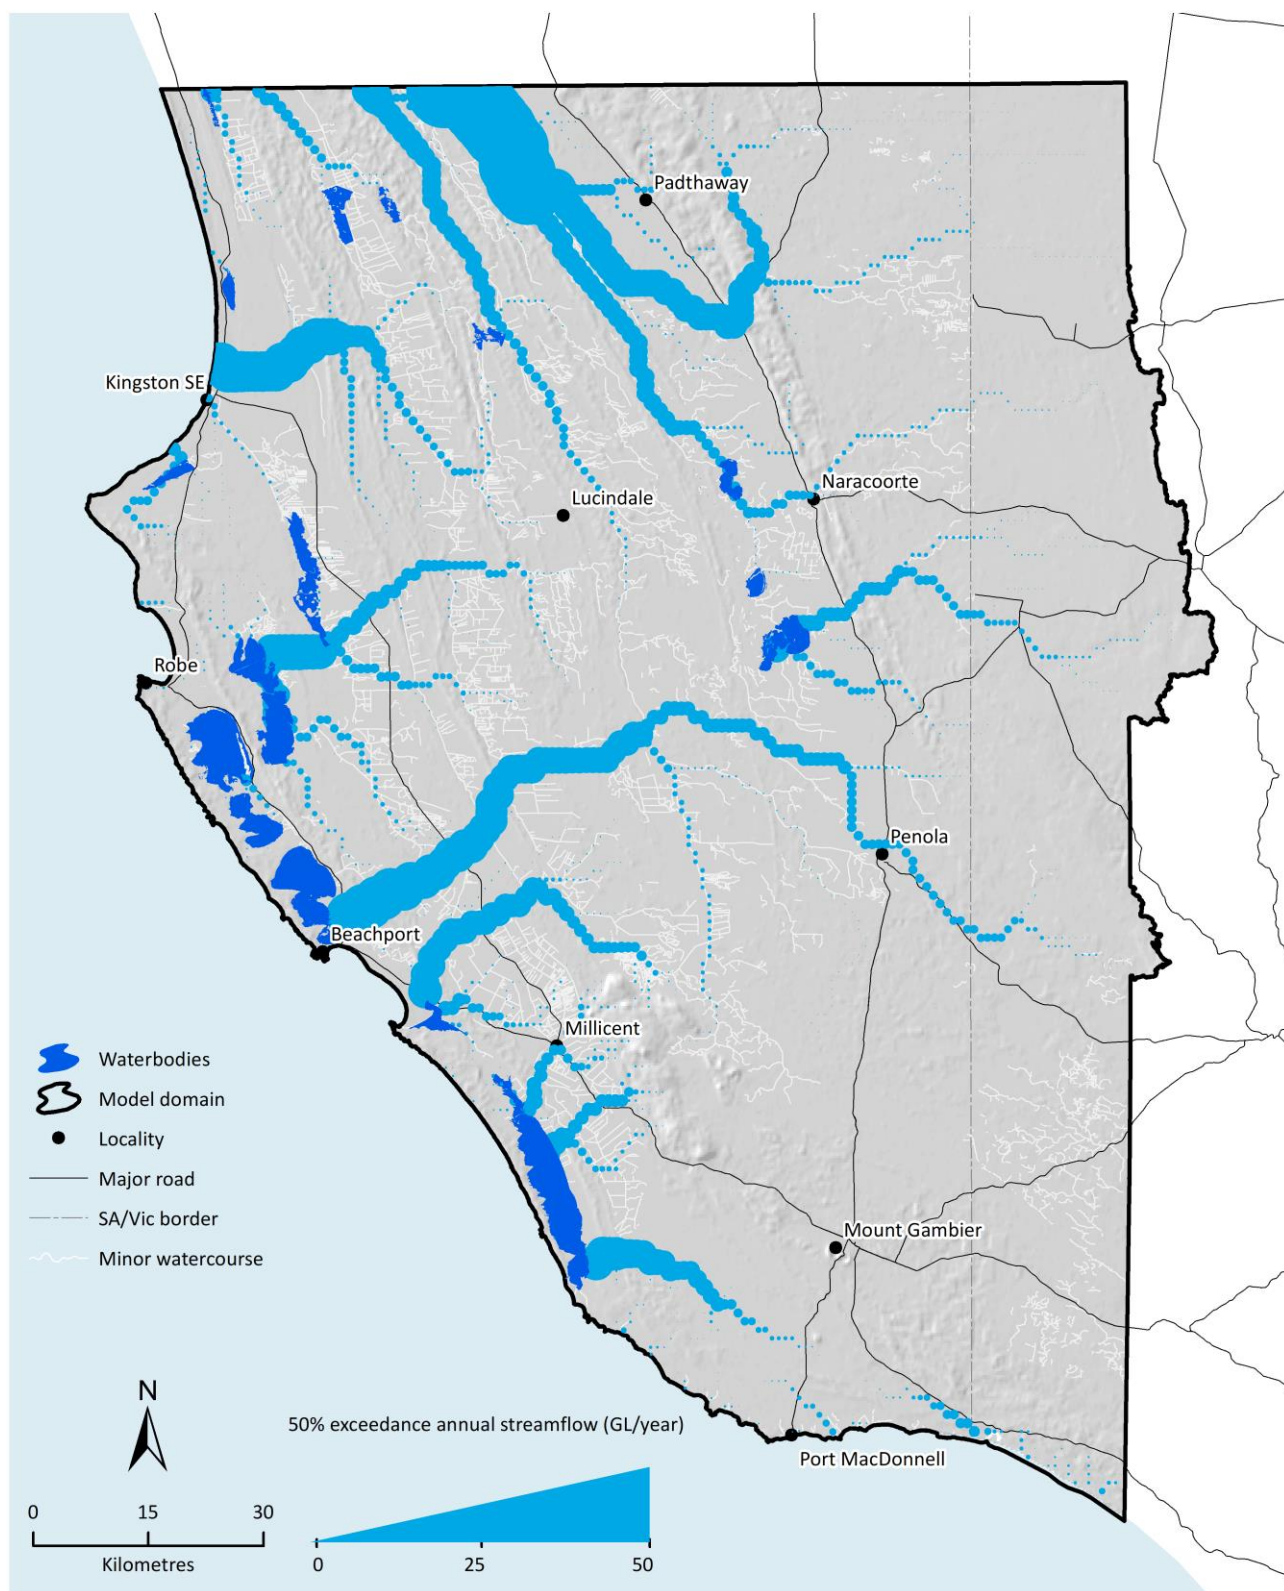 Padthaway
Kingston SE
Naracoorte
Lucindale
Robe
Penola
Beachport
Millicent
Waterbodies
Model domain
Locality
Major road
SA/Vic border
Minor watercourse
Mount Gambier
N
50% exceedance annual streamflow (GL/year)
Port MacDonnell
0 15 30
Kilometres
0 25 50